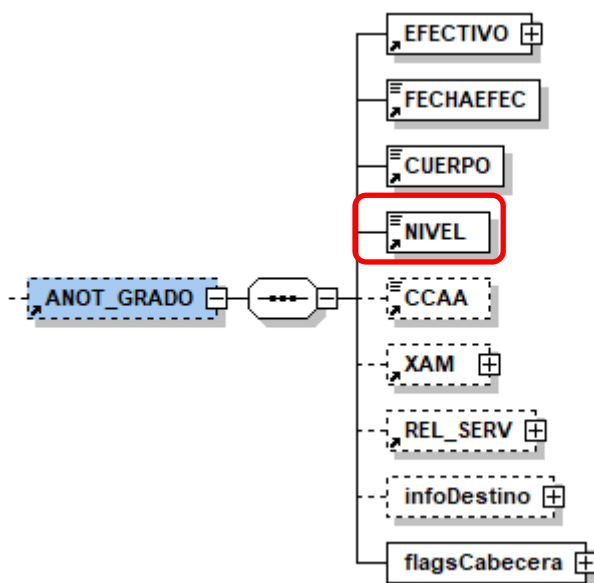 EFECTIVO
FECHAEFEC
CUERPO
NIVEL
ANOT_GRADO
CCAA
XAM
REL_SERV
infoDestino
flagsCabecera